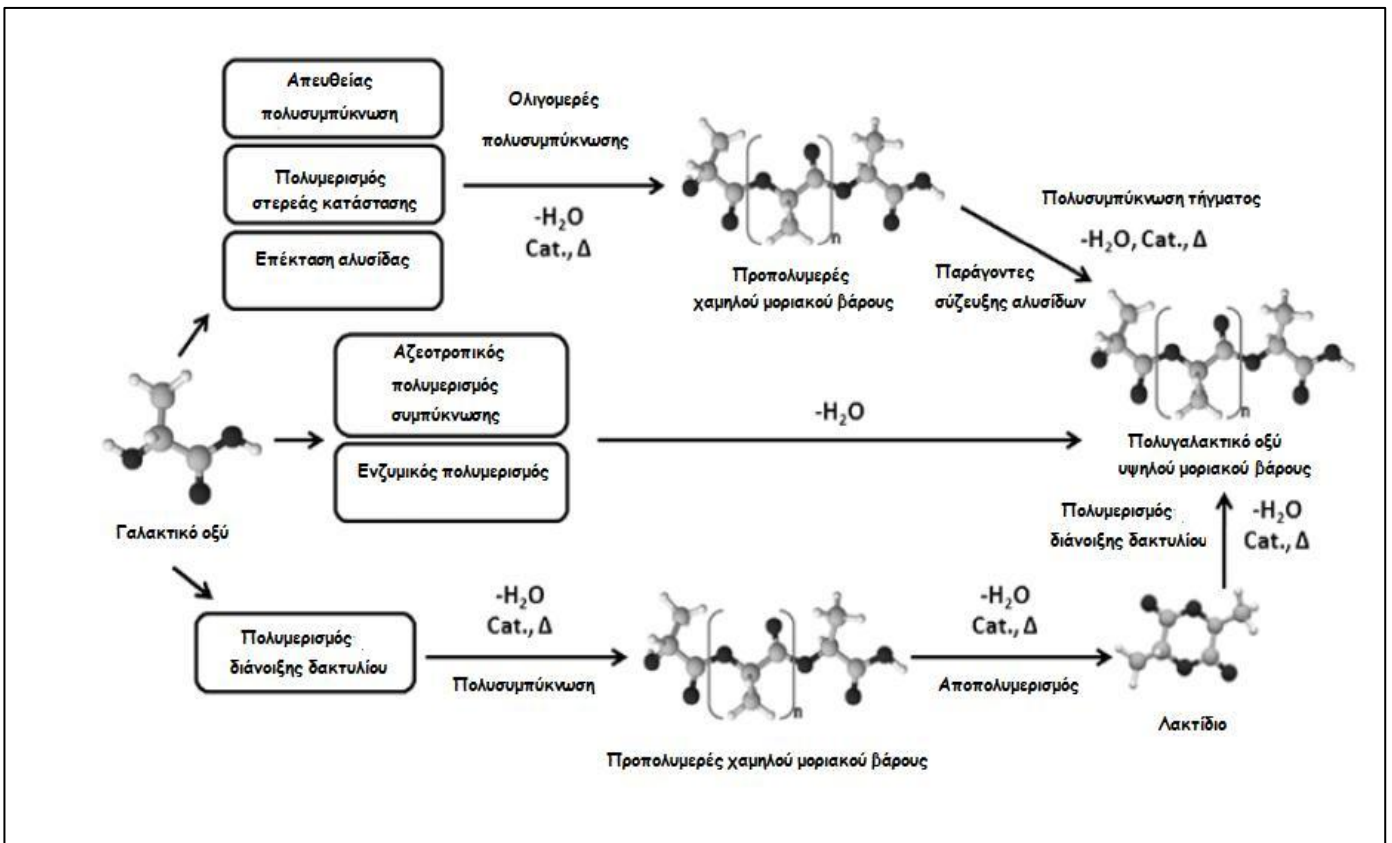 Απευθείας
πολυσυμπύκνωση
Πολυμερισμός
στερεάς κατάστασης
Επέκταση αλυσίδας
Ολιγομερές
πολυσυμπύκνωσης
-H₂O
Cat., Δ
n
Προπολυμερές
χαμηλού μοριακού βάρους
Πολυσυμπύκνωση τήγματος
-H₂O, Cat., Δ
Παράγοντες
σύζευξης αλυσίδων
Αζεοτροπικός
πολυμερισμός
συμπύκνωσης
Ενζυμικός πολυμερισμός
-H₂O
n
Πολυγαλακτικό οξύ
υψηλού μοριακού βάρους
Γαλακτικό οξύ
Πολυμερισμός
διάνοιξης δακτυλίου
-H₂O
Cat., Δ
Πολυμερισμός
διάνοιξης δακτυλίου
-H₂O
Cat., Δ
Πολυσυμπύκνωση
n
Προπολυμερές χαμηλού μοριακού βάρους
-H₂O
Cat., Δ
Αποπολυμερισμός
Λακτίδιο